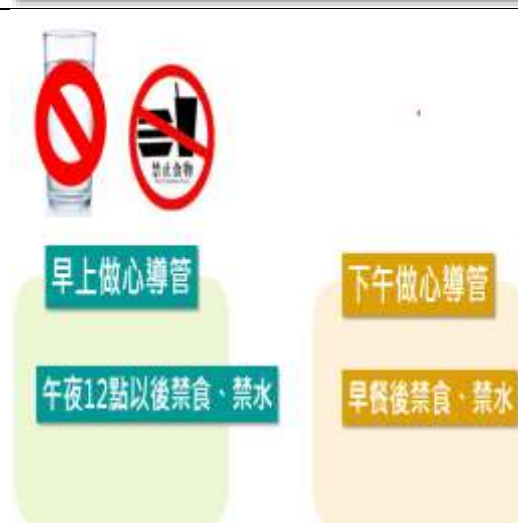 禁止食物
早上做心導管
下午做心導管
午夜12點以後禁食、禁水
早餐後禁食、禁水